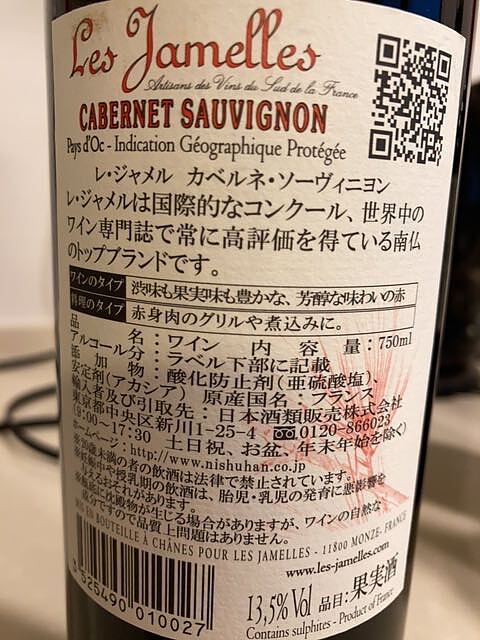 Les Jamelles
Artisans des Vins du Sud de la France
CABERNET SAUVIGNON
Pays d'Oc - Indication Géographique Protégée
レ・ジャメル カベルネ・ソーヴィニヨン
レ・ジャメルは国際的なコンクール、世界中の
ワイン専門誌で常に高評価を得ている南仏
のトップブランドです。
ワインのタイプ 渋味も果実味も豊かな、芳醇な味わいの赤
料理のタイプ 赤身肉のグリルや煮込みに。
品名:ワイン 内容量:750ml
アルコール分:ラベル下部に記載
添加物:酸化防止剤(亜硫酸塩)、
安定剤(アカシア) 原産国名:フランス
輸入者及び引取先:日本酒類販売株式会社
東京都中央区新川1-25-4 0120-866023
(9:00~17:30 土日祝、お盆、年末年始を除く)
ホームページ:http://www.nishuhan.co.jp
※20歳未満の者の飲酒は法律で禁止されています。
※妊娠中や授乳期の飲酒は、胎児・乳児の発育に悪影響を
与えるおそれがあります。
※瓶内に沈殿物が生じる場合がありますが、ワインの自然な
成分ですので品質上問題はありません。
MIS EN BOUTEILLE À CHÂNES POUR LES JAMELLES - 11800 MONZE, FRANCE
www.les-jamelles.com
3 525490 010027
13,5% Vol 品目:果実酒
Contains sulphites - Product of France